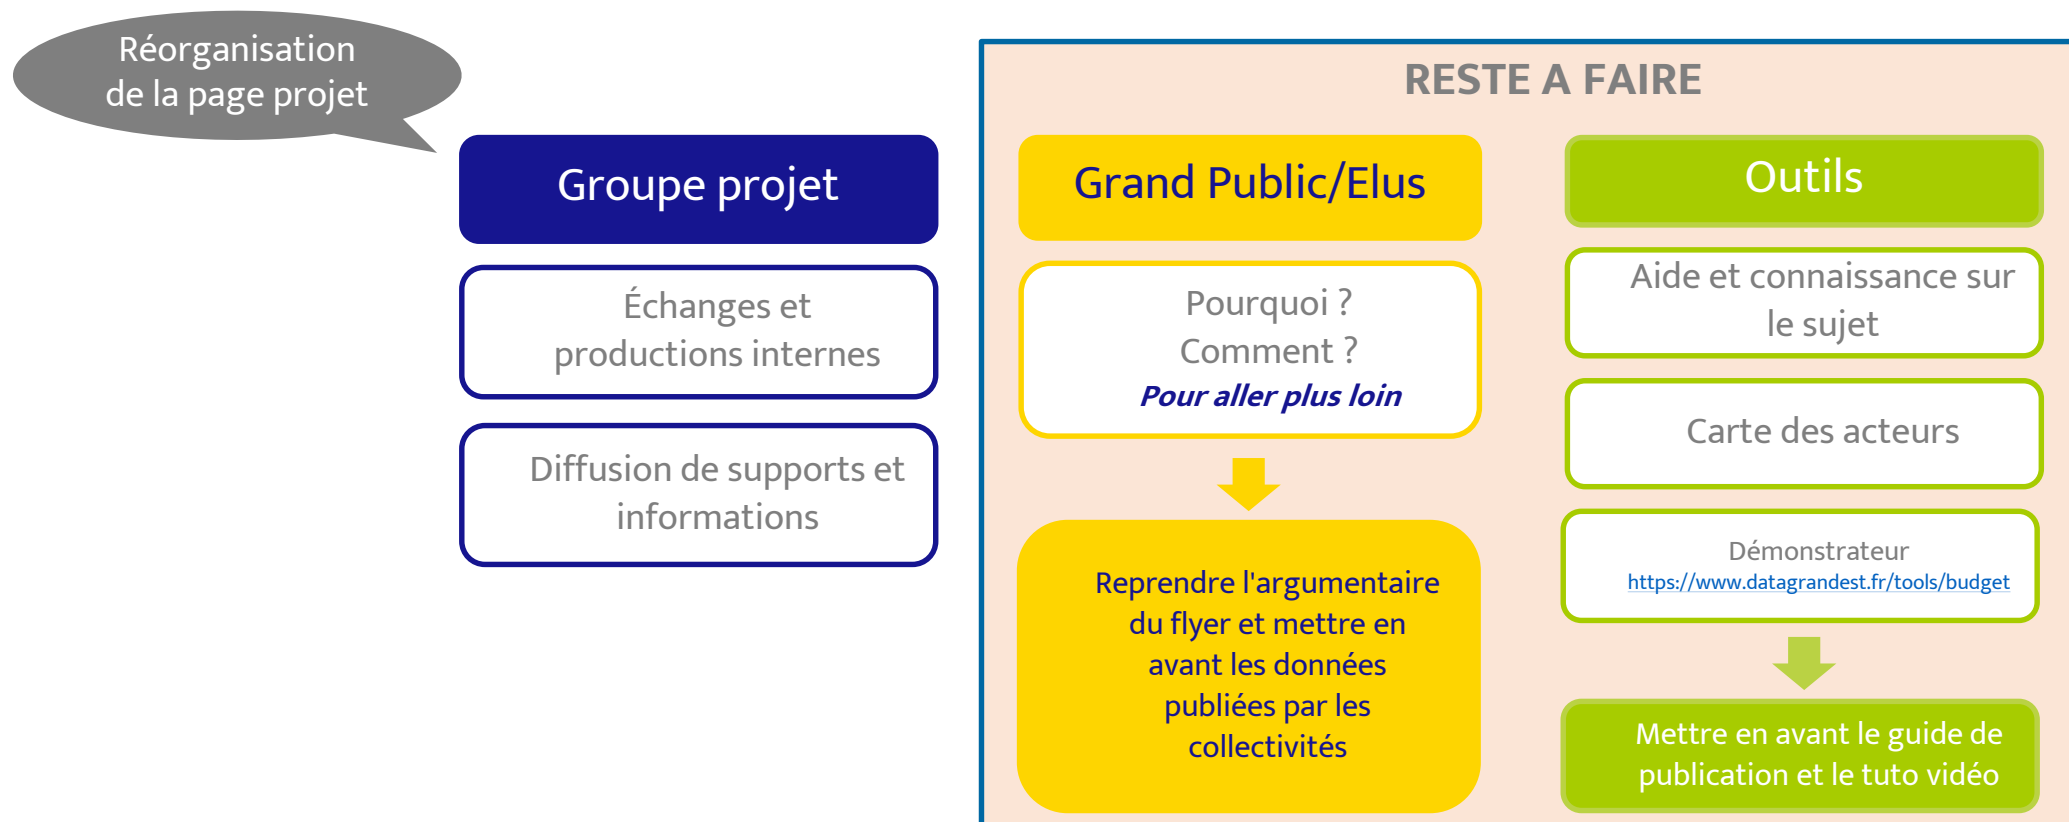 Réorganisation
de la page projet
RESTE A FAIRE
Groupe projet
Échanges et
productions internes
Diffusion de supports et
informations
Grand Public/Elus
Pourquoi ?
Comment ?
Pour aller plus loin
Reprendre l'argumentaire
du flyer et mettre en
avant les données
publiées par les
collectivités
Outils
Aide et connaissance sur
le sujet
Carte des acteurs
Démonstrateur
https://www.datagrandest.fr/tools/budget
Mettre en avant le guide de
publication et le tuto vidéo